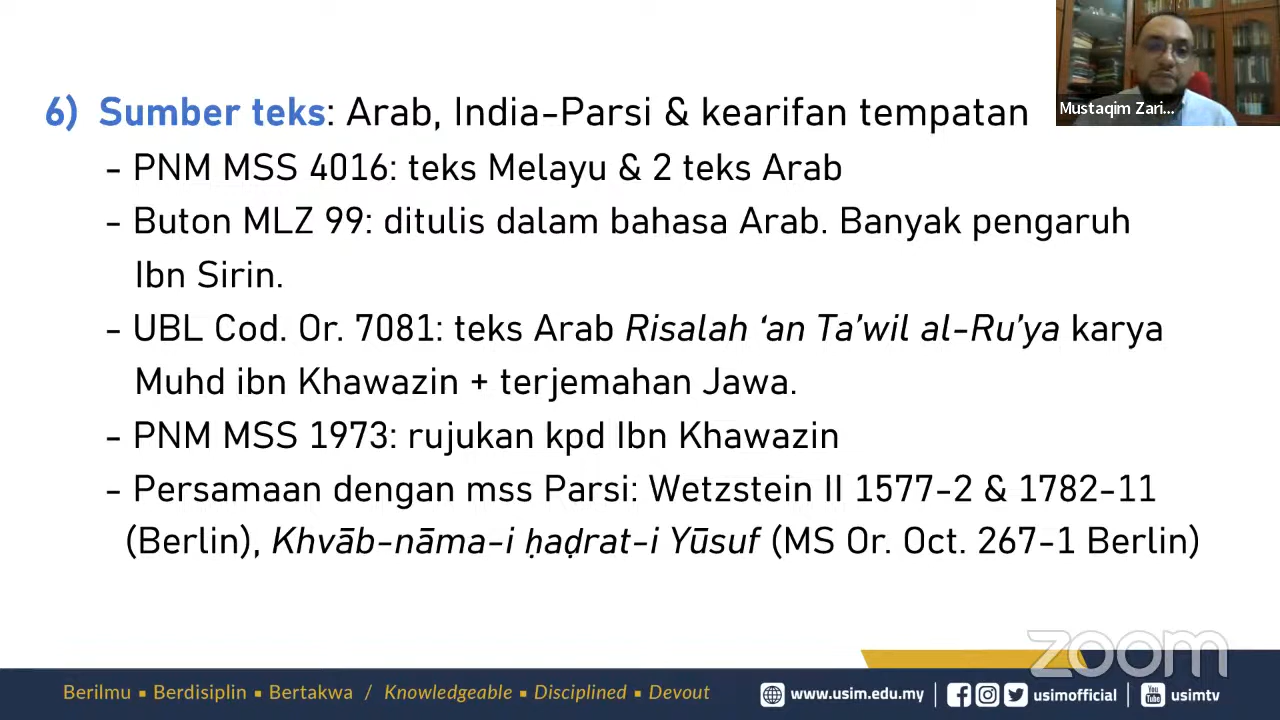 6) Sumber teks: Arab, India-Parsi & kearifan tempatan
Mustaqim Zari...
- PNM MSS 4016: teks Melayu & 2 teks Arab
- Buton MLZ 99: ditulis dalam bahasa Arab. Banyak pengaruh
Ibn Sirin.
- UBL Cod. Or. 7081: teks Arab Risalah ‘an Ta’wil al-Ru’ya karya
Muhd ibn Khawazin + terjemahan Jawa.
- PNM MSS 1973: rujukan kpd Ibn Khawazin
- Persamaan dengan mss Parsi: Wetzstein II 1577-2 & 1782-11
(Berlin), Khvāb-nāma-i ḥaḍrat-i Yūsuf (MS Or. Oct. 267-1 Berlin)
zoom
Berilmu ▪ Berdisiplin ▪ Bertakwa / Knowledgeable ▪ Disciplined ▪ Devout
www.usim.edu.my | usimofficial | You Tube usimtv